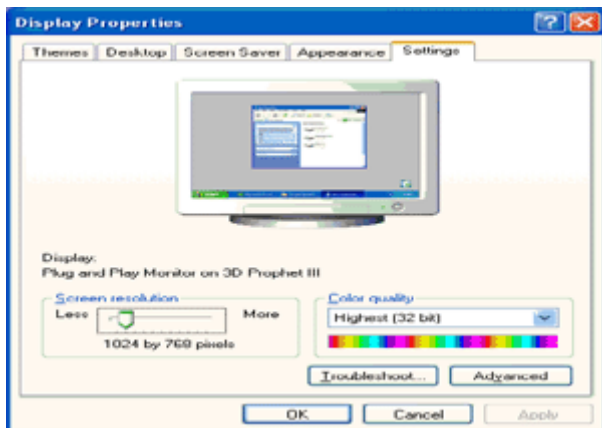 Display Properties
Themes Desktop Screen Saver Appearance Settings
Display:
Plug and Play Monitor on 3D Prophet III
Screen resolution
Less More
1024 by 768 pixels
Color quality
Highest (32 bit)
Troubleshoot... Advanced
OK Cancel Apply